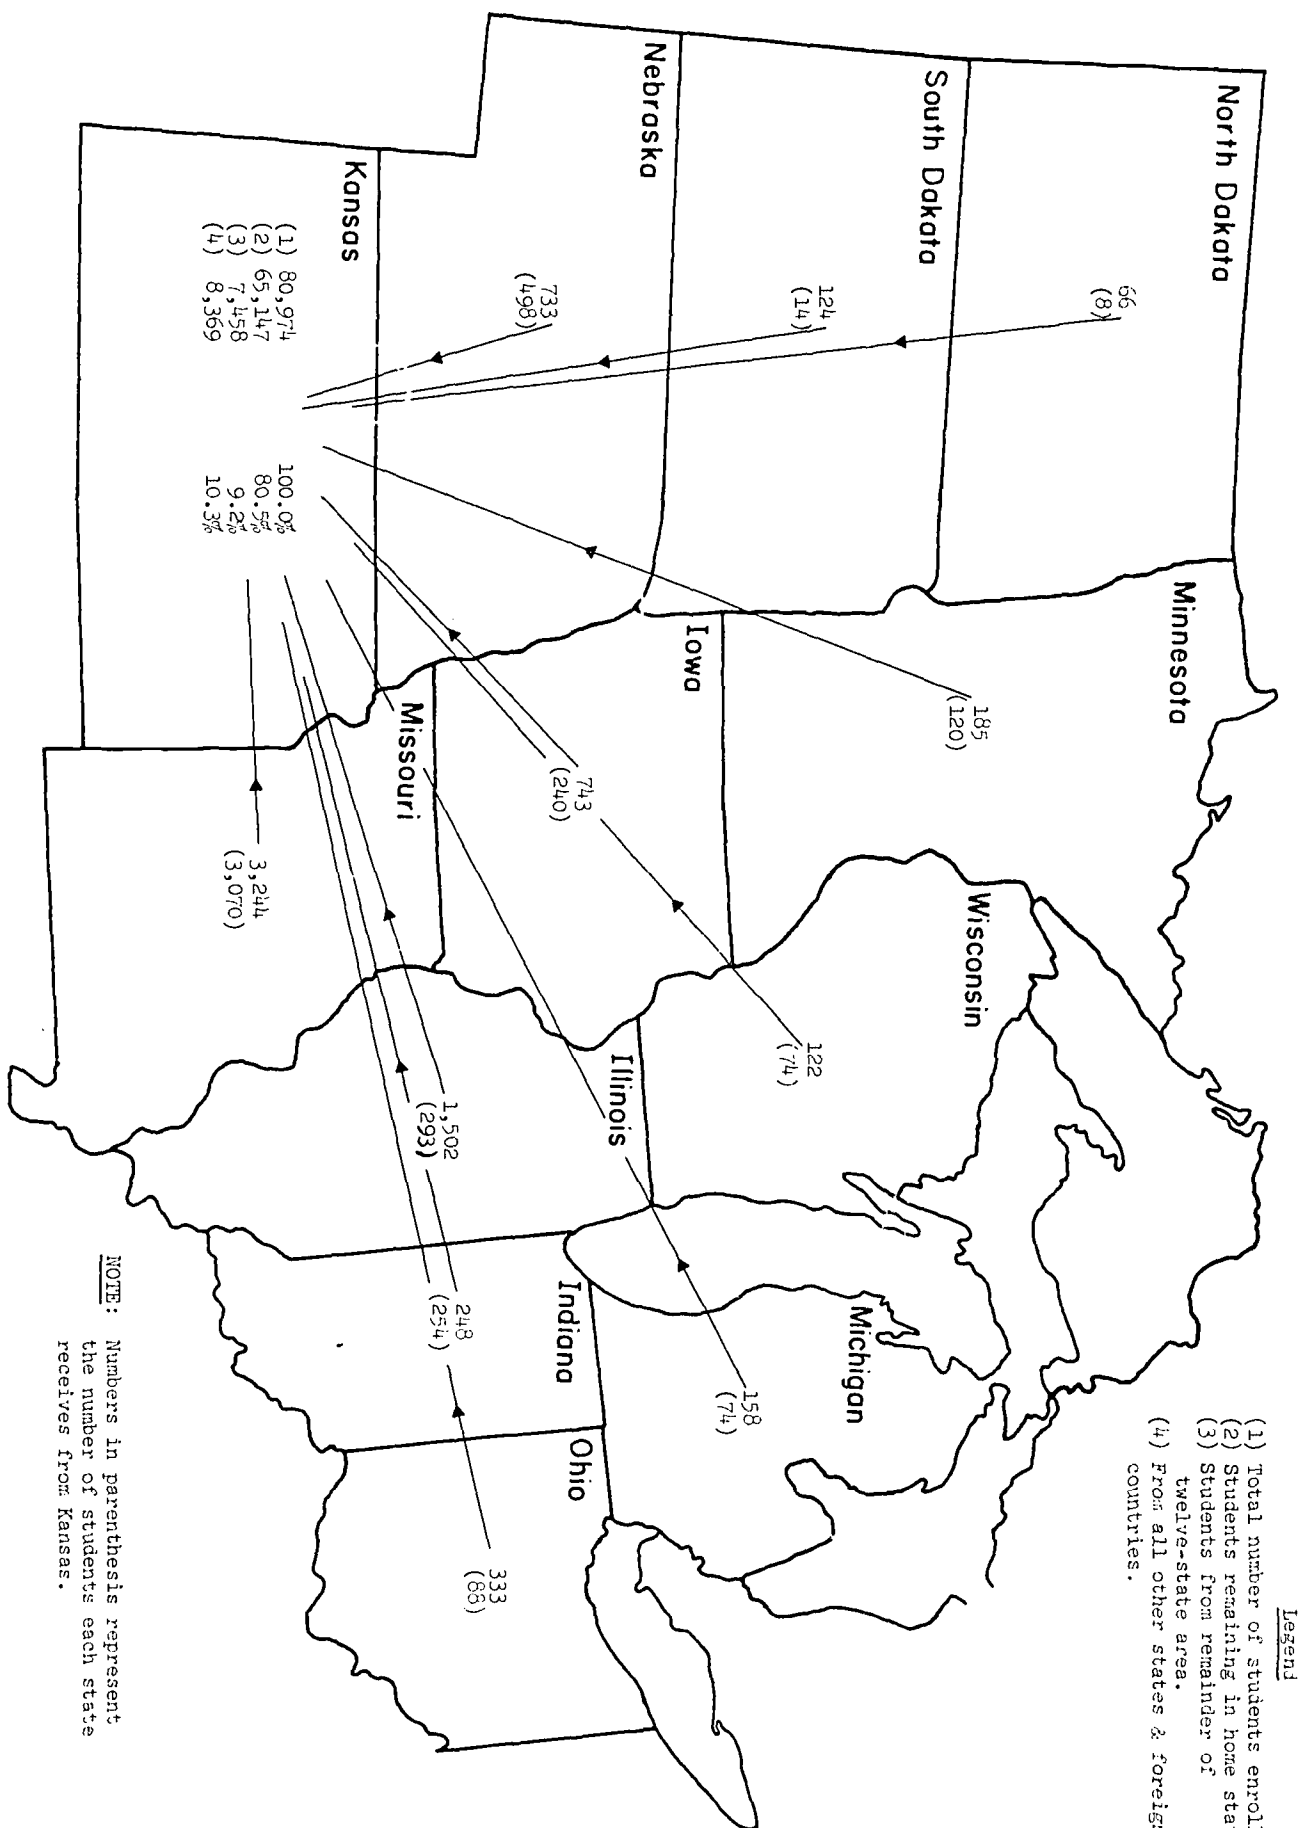 North Dakota
66
(8)
South Dakota
124
(14)
Nebraska
733
(498)
Kansas
(1) 80,974 100.0%
(2) 65,147 80.5%
(3) 7,458 9.2%
(4) 8,369 10.3%
Minnesota
185
(120)
Iowa
743
(240)
Missouri
3,244
(3,070)
Wisconsin
122
(74)
Illinois
1,502
(293)
Michigan
158
(74)
Indiana
248
(254)
Ohio
333
(88)
Legend
(1) Total number of students enroll
(2) Students remaining in home sta
(3) Students from remainder of
twelve-state area.
(4) From all other states & foreign
countries.
NOTE: Numbers in parenthesis represent
the number of students each state
receives from Kansas.